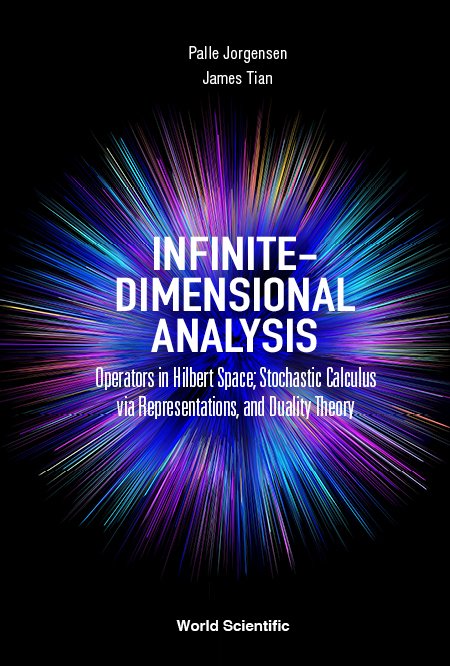 Palle Jorgensen
James Tian
INFINITE–
DIMENSIONAL
ANALYSIS
Operators in Hilbert Space; Stochastic Calculus
via Representations, and Duality Theory
World Scientific